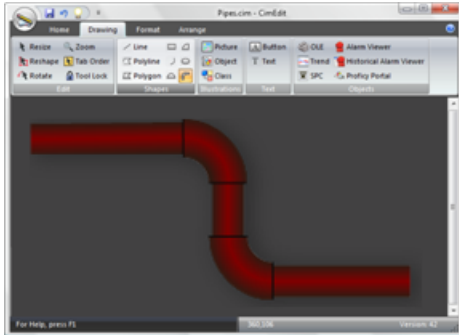 Pipes.cim - CimEdit
Home Drawing Format Arrange
Resize Zoom Line Picture Button OLE Alarm Viewer
Reshape Tab Order Polyline Object Text Trend Historical Alarm Viewer
Rotate Tool Lock Polygon Class SPC Proficy Portal
Edit Shapes Illustrations Text Objects
For Help, press F1 360,506 Version: 42